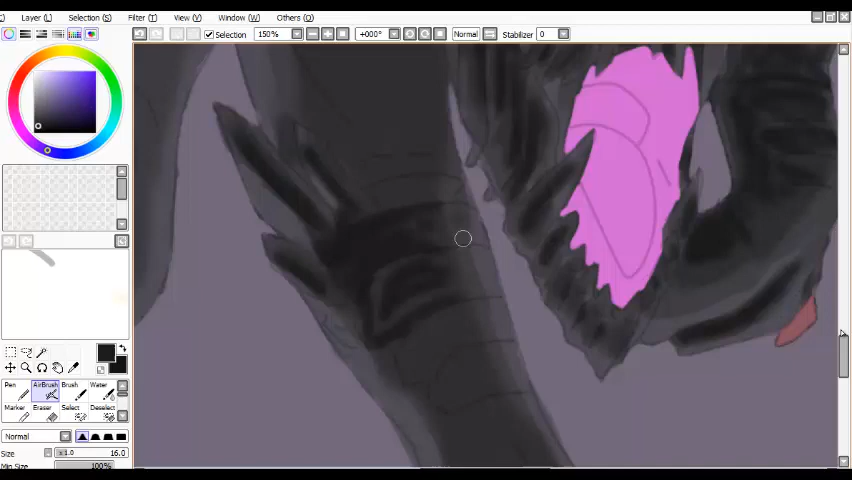 Layer (L) Selection (S) Filter (T) View (V) Window (W) Others (O)
Selection 150% +000° Normal Stabilizer 0
Pen AirBrush Brush Water
Marker Eraser Select Deselect
Normal
Size x1.0 16.0
Min Size 100%